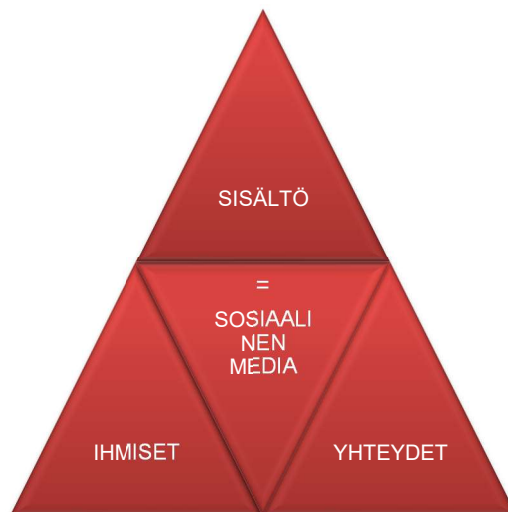 SISÄLTÖ
=
SOSIAALI
NEN
MEDIA
IHMISET
YHTEYDET